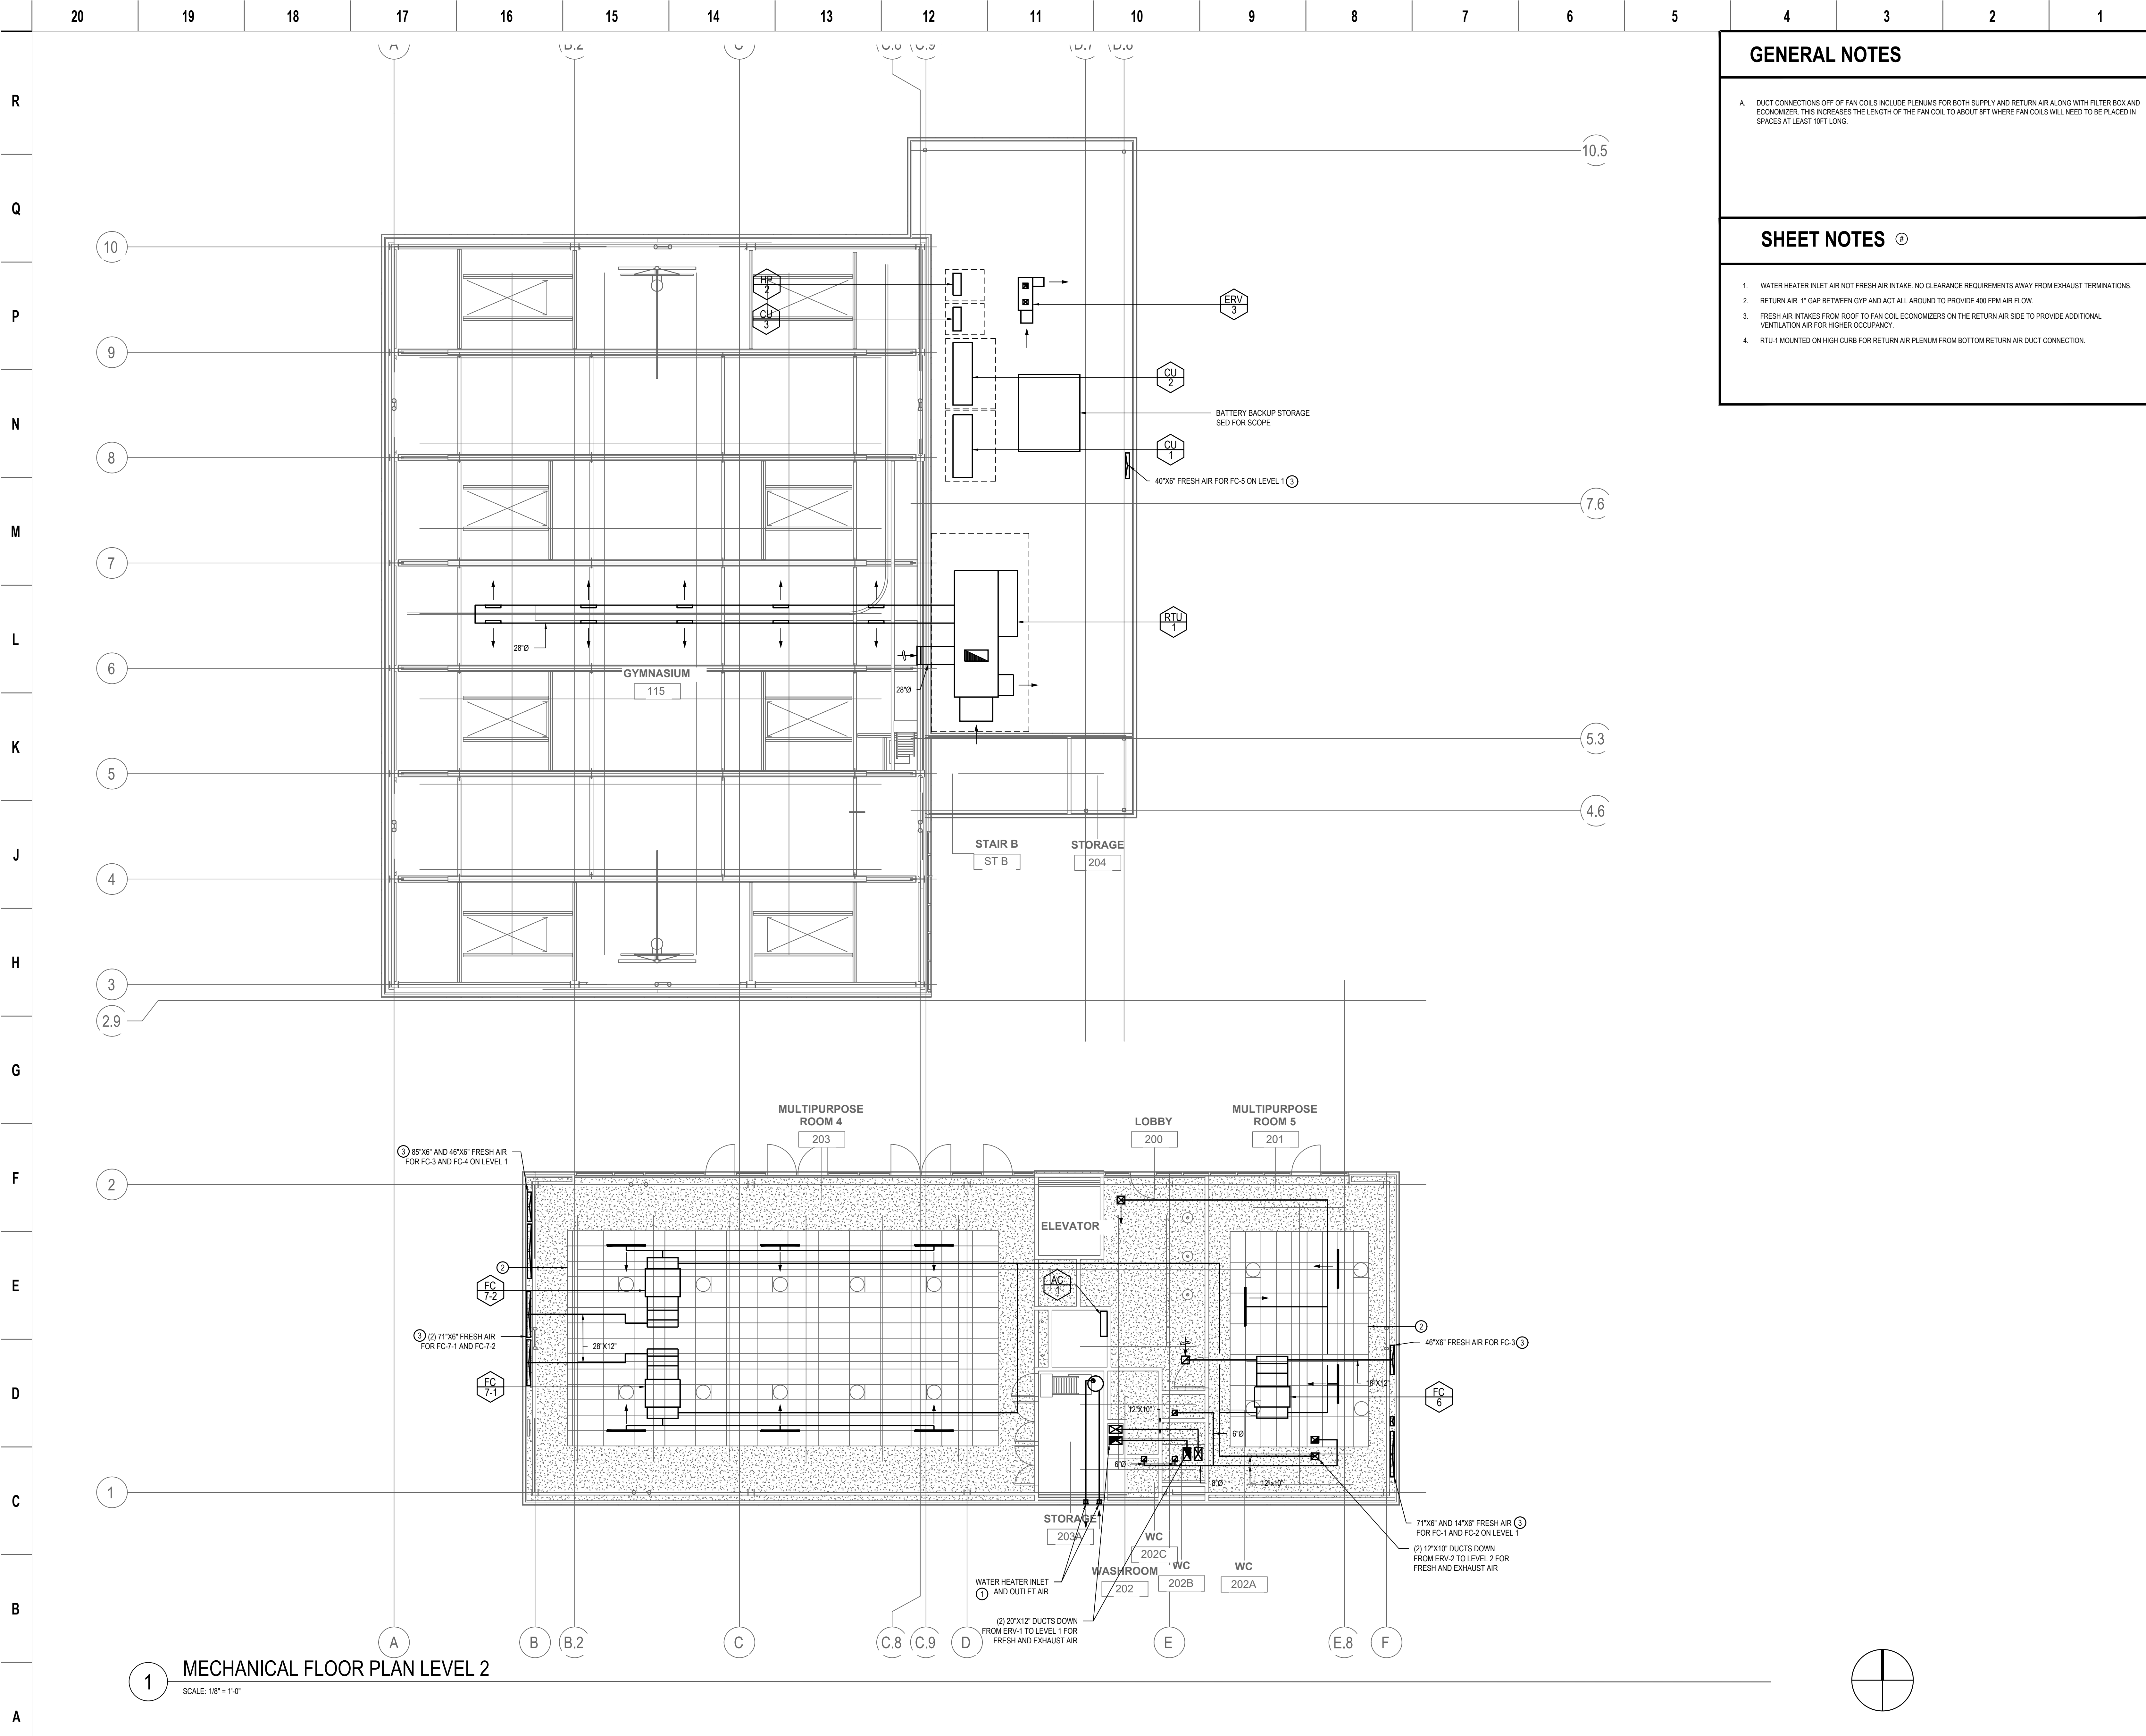 20 19 18 17 16 15 14 13 12 11 10 9 8 7 6 5 4 3 2 1
A B.2 C C.8 C.9 D.7 D.8
R
Q
P
N
M
L
K
J
H
G
F
E
D
C
B
A
GENERAL NOTES
A. DUCT CONNECTIONS OFF OF FAN COILS INCLUDE PLENUMS FOR BOTH SUPPLY AND RETURN AIR ALONG WITH FILTER BOX AND
ECONOMIZER. THIS INCREASES THE LENGTH OF THE FAN COIL TO ABOUT 8FT WHERE FAN COILS WILL NEED TO BE PLACED IN
SPACES AT LEAST 10FT LONG.
SHEET NOTES #
1. WATER HEATER INLET AIR NOT FRESH AIR INTAKE. NO CLEARANCE REQUIREMENTS AWAY FROM EXHAUST TERMINATIONS.
2. RETURN AIR 1" GAP BETWEEN GYP AND ACT ALL AROUND TO PROVIDE 400 FPM AIR FLOW.
3. FRESH AIR INTAKES FROM ROOF TO FAN COIL ECONOMIZERS ON THE RETURN AIR SIDE TO PROVIDE ADDITIONAL
VENTILATION AIR FOR HIGHER OCCUPANCY.
4. RTU-1 MOUNTED ON HIGH CURB FOR RETURN AIR PLENUM FROM BOTTOM RETURN AIR DUCT CONNECTION.
10.5
10
HP
2
CU
3
ERV
3
9
CU
2
BATTERY BACKUP STORAGE
SED FOR SCOPE
CU
1
8
40"X6" FRESH AIR FOR FC-5 ON LEVEL 1 3
7.6
7
RTU
1
28"Ø
6
GYMNASIUM
115
28"Ø
5.3
5
4.6
STAIR B
ST B
STORAGE
204
4
3
2.9
MULTIPURPOSE
ROOM 4
203
LOBBY
200
MULTIPURPOSE
ROOM 5
201
3 85"X6" AND 46"X6" FRESH AIR
FOR FC-3 AND FC-4 ON LEVEL 1
2
ELEVATOR
2
FC
7-2
AC
1
3 (2) 71"X6" FRESH AIR
FOR FC-7-1 AND FC-7-2
28"X12"
2
46"X6" FRESH AIR FOR FC-3 3
FC
7-1
18"X12"
FC
6
12"X10"
6"Ø
6"Ø
8"Ø
12"x10"
1
STORAGE
203A
WC
202C
WASHROOM
202
WC
202B
WC
202A
71"X6" AND 14"X6" FRESH AIR 3
FOR FC-1 AND FC-2 ON LEVEL 1
(2) 12"X10" DUCTS DOWN
FROM ERV-2 TO LEVEL 2 FOR
FRESH AND EXHAUST AIR
WATER HEATER INLET
1 AND OUTLET AIR
(2) 20"X12" DUCTS DOWN
FROM ERV-1 TO LEVEL 1 FOR
FRESH AND EXHAUST AIR
A B B.2 C C.8 C.9 D E E.8 F
1 MECHANICAL FLOOR PLAN LEVEL 2
SCALE: 1/8" = 1'-0"